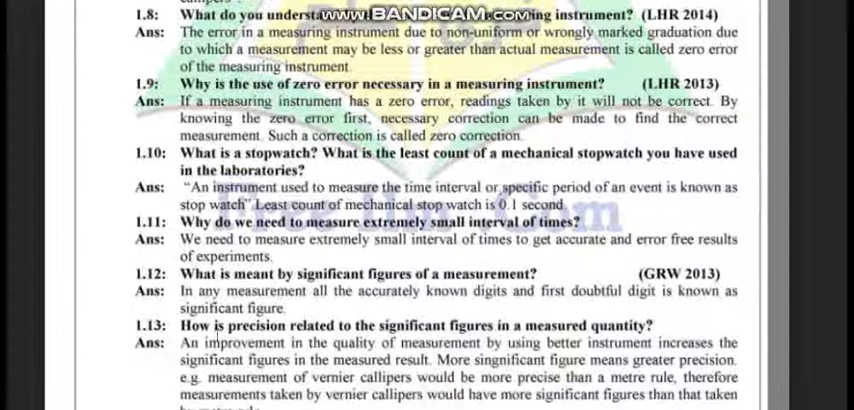 www.BANDICAM.com
1.8: What do you underst ing instrument? (LHR 2014)
Ans: The error in a measuring instrument due to non-uniform or wrongly marked graduation due
to which a measurement may be less or greater than actual measurement is called zero error
of the measuring instrument.
1.9: Why is the use of zero error necessary in a measuring instrument? (LHR 2013)
Ans: If a measuring instrument has a zero error, readings taken by it will not be correct. By
knowing the zero error first, necessary correction can be made to find the correct
measurement. Such a correction is called zero correction.
1.10: What is a stopwatch? What is the least count of a mechanical stopwatch you have used
in the laboratories?
Ans: "An instrument used to measure the time interval or specific period of an event is known as
stop watch". Least count of mechanical stop watch is 0.1 second.
1.11: Why do we need to measure extremely small interval of times?
Ans: We need to measure extremely small interval of times to get accurate and error free results
of experiments.
1.12: What is meant by significant figures of a measurement? (GRW 2013)
Ans: In any measurement all the accurately known digits and first doubtful digit is known as
significant figure.
1.13: How is precision related to the significant figures in a measured quantity?
Ans: An improvement in the quality of measurement by using better instrument increases the
significant figures in the measured result. More singnificant figure means greater precision.
e.g. measurement of vernier callipers would be more precise than a metre rule, therefore
measurements taken by vernier callipers would have more significant figures than that taken